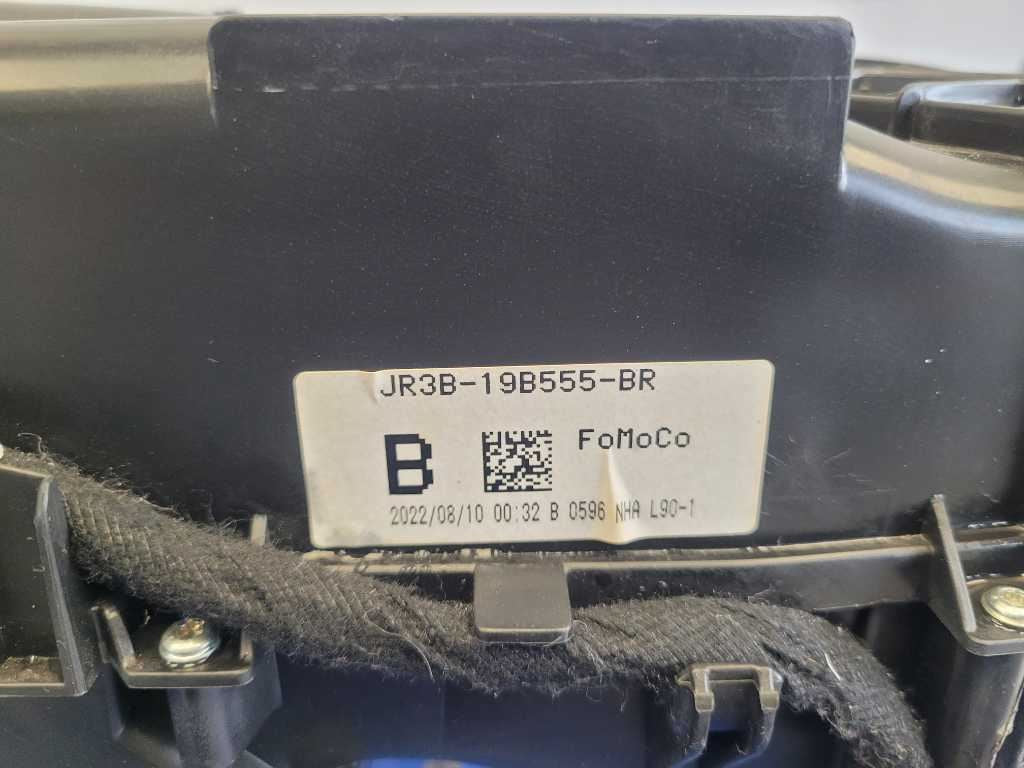 JR3B-19B555-BR
B
FoMoCo
2022/08/10 00:32 B 0596 NHA L90-1